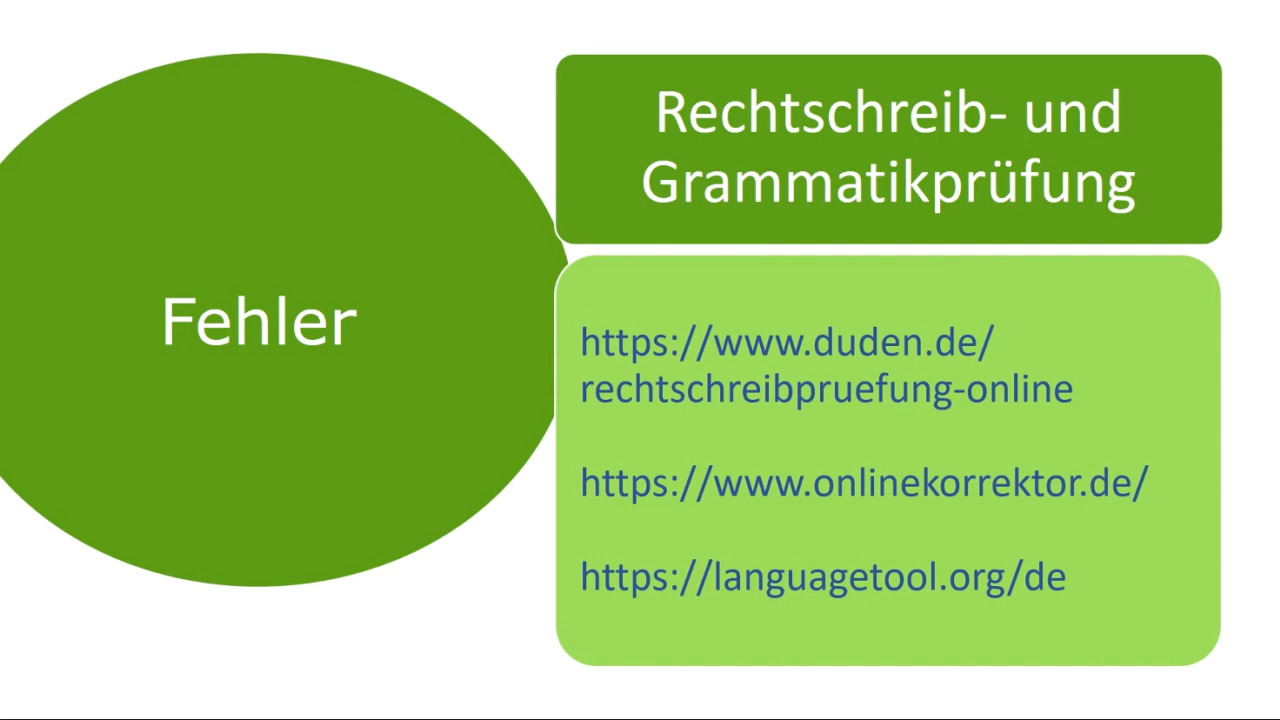 Fehler
Rechtschreib- und
Grammatikprüfung
https://www.duden.de/
rechtschreibpruefung-online
https://www.onlinekorrektor.de/
https://languagetool.org/de